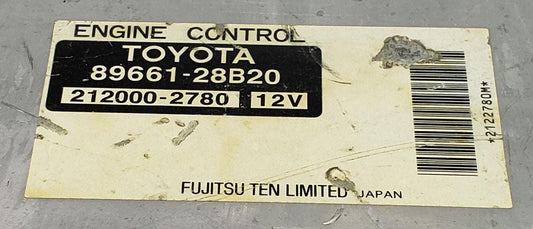 ENGINE CONTROL
TOYOTA
89661-28B20
212000-2780 12V
*2122780M*
FUJITSU TEN LIMITED JAPAN